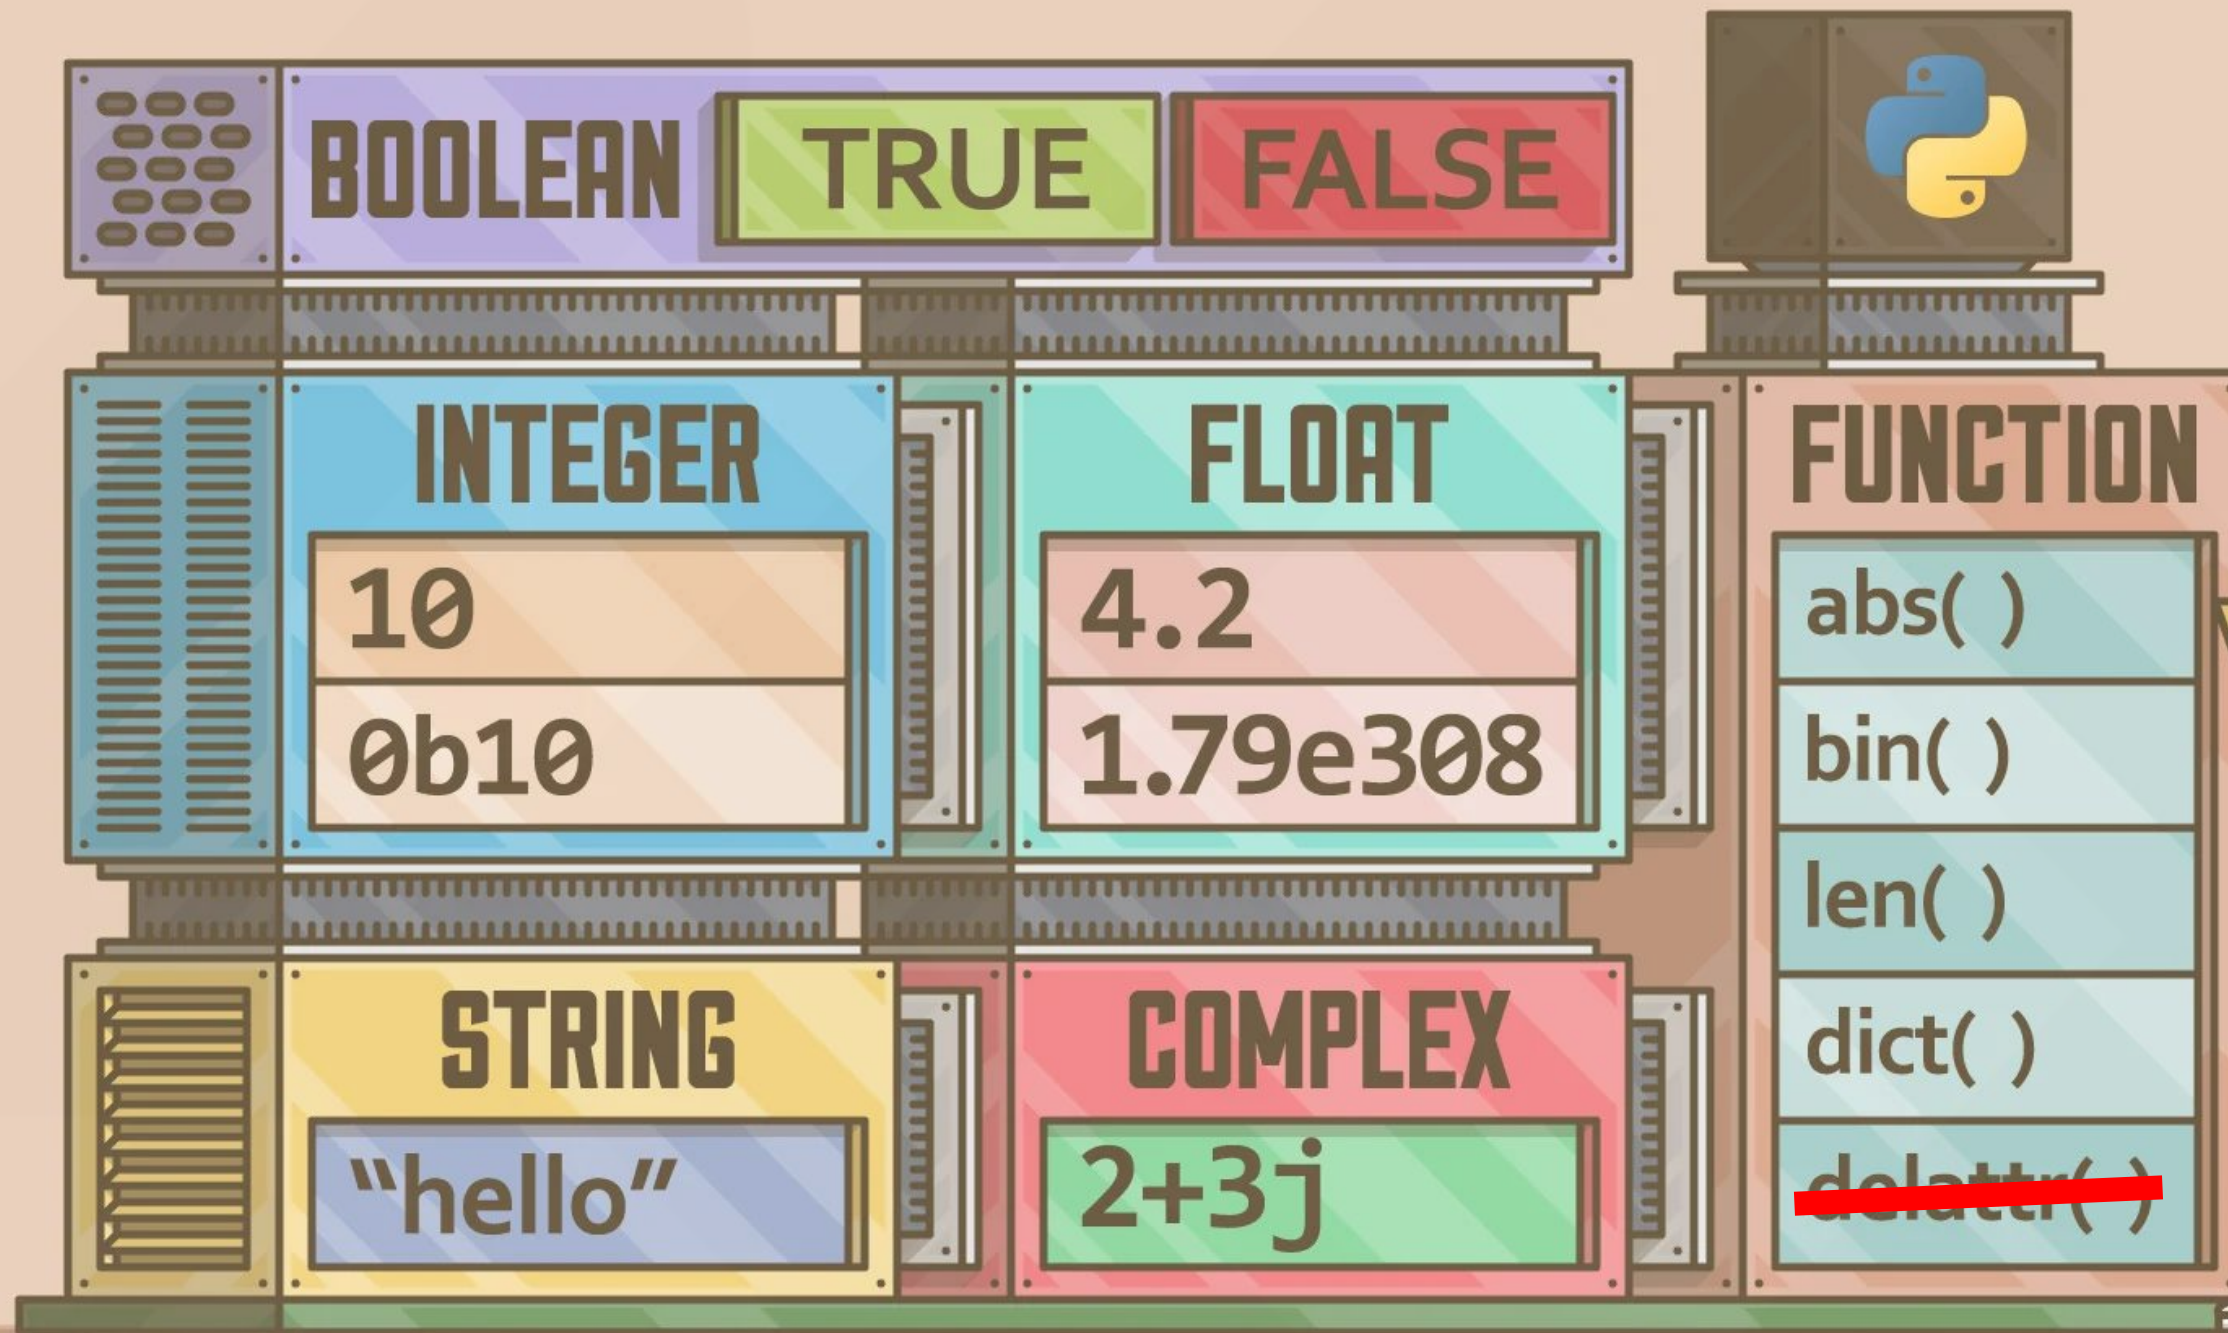 BOOLEAN TRUE FALSE
INTEGER
10
0b10
FLOAT
4.2
1.79e308
FUNCTION
abs( )
bin( )
len( )
dict( )
delattr( )
STRING
“hello”
COMPLEX
2+3j